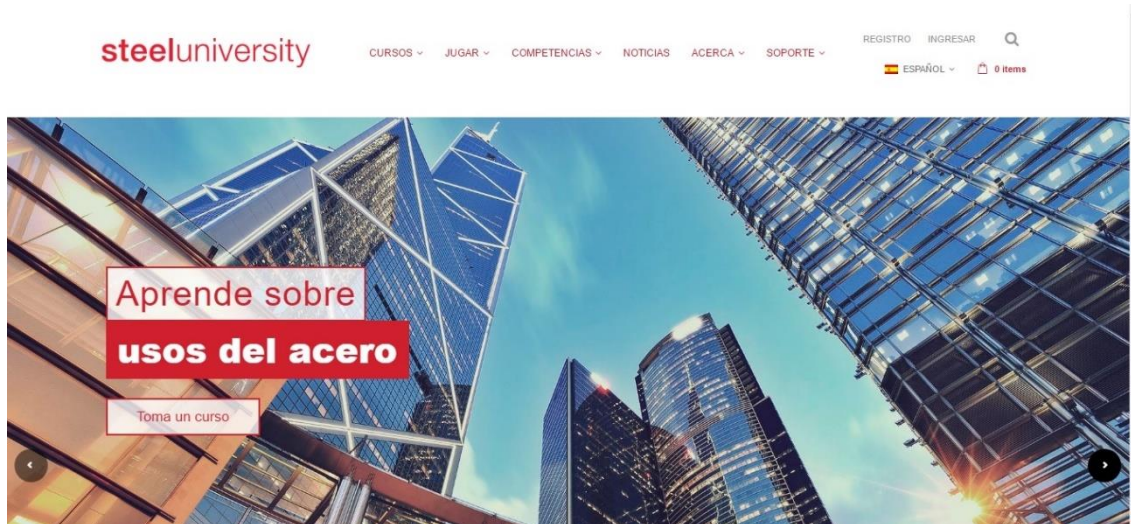 steeluniversity
CURSOS JUGAR COMPETENCIAS NOTICIAS ACERCA SOPORTE
REGISTRO INGRESAR
ESPAÑOL 0 items
Aprende sobre
usos del acero
Toma un curso